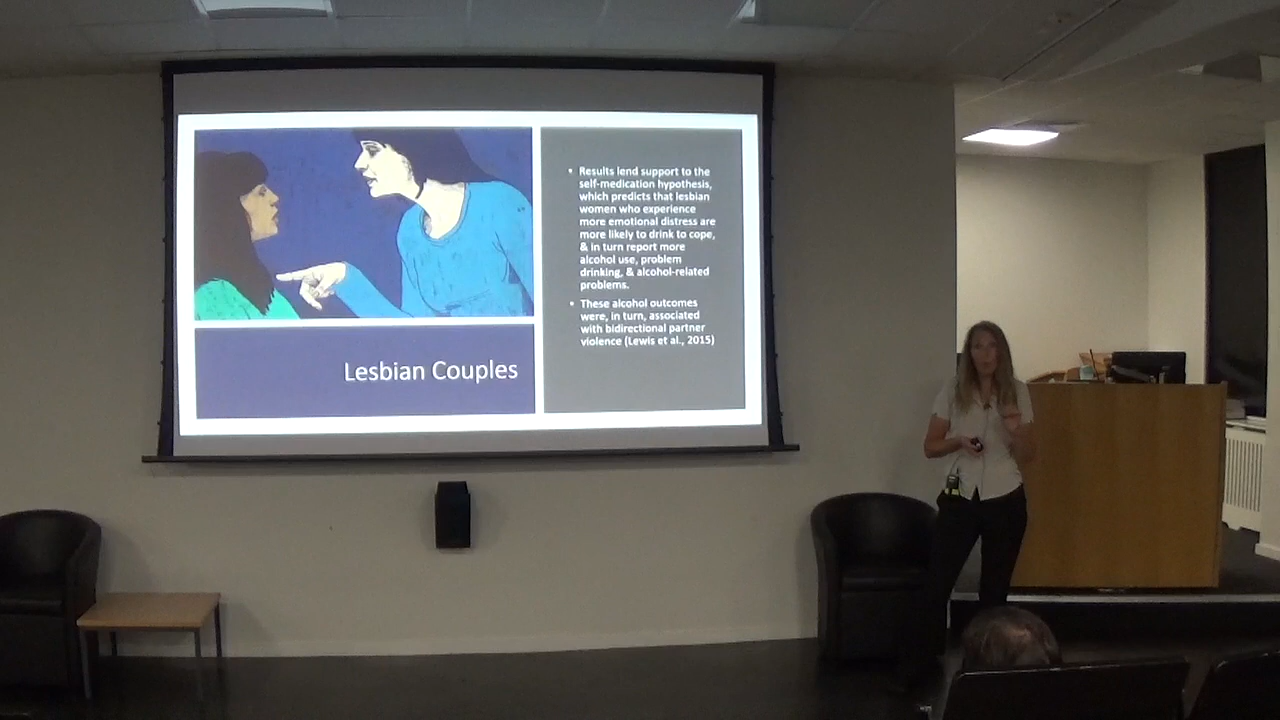 Lesbian Couples
• Results lend support to the
self-medication hypothesis,
which predicts that lesbian
women who experience
more emotional distress are
more likely to drink to cope,
& in turn report more
alcohol use, problem
drinking, & alcohol-related
problems.
• These alcohol outcomes
were, in turn, associated
with bidirectional partner
violence (Lewis et al., 2015)